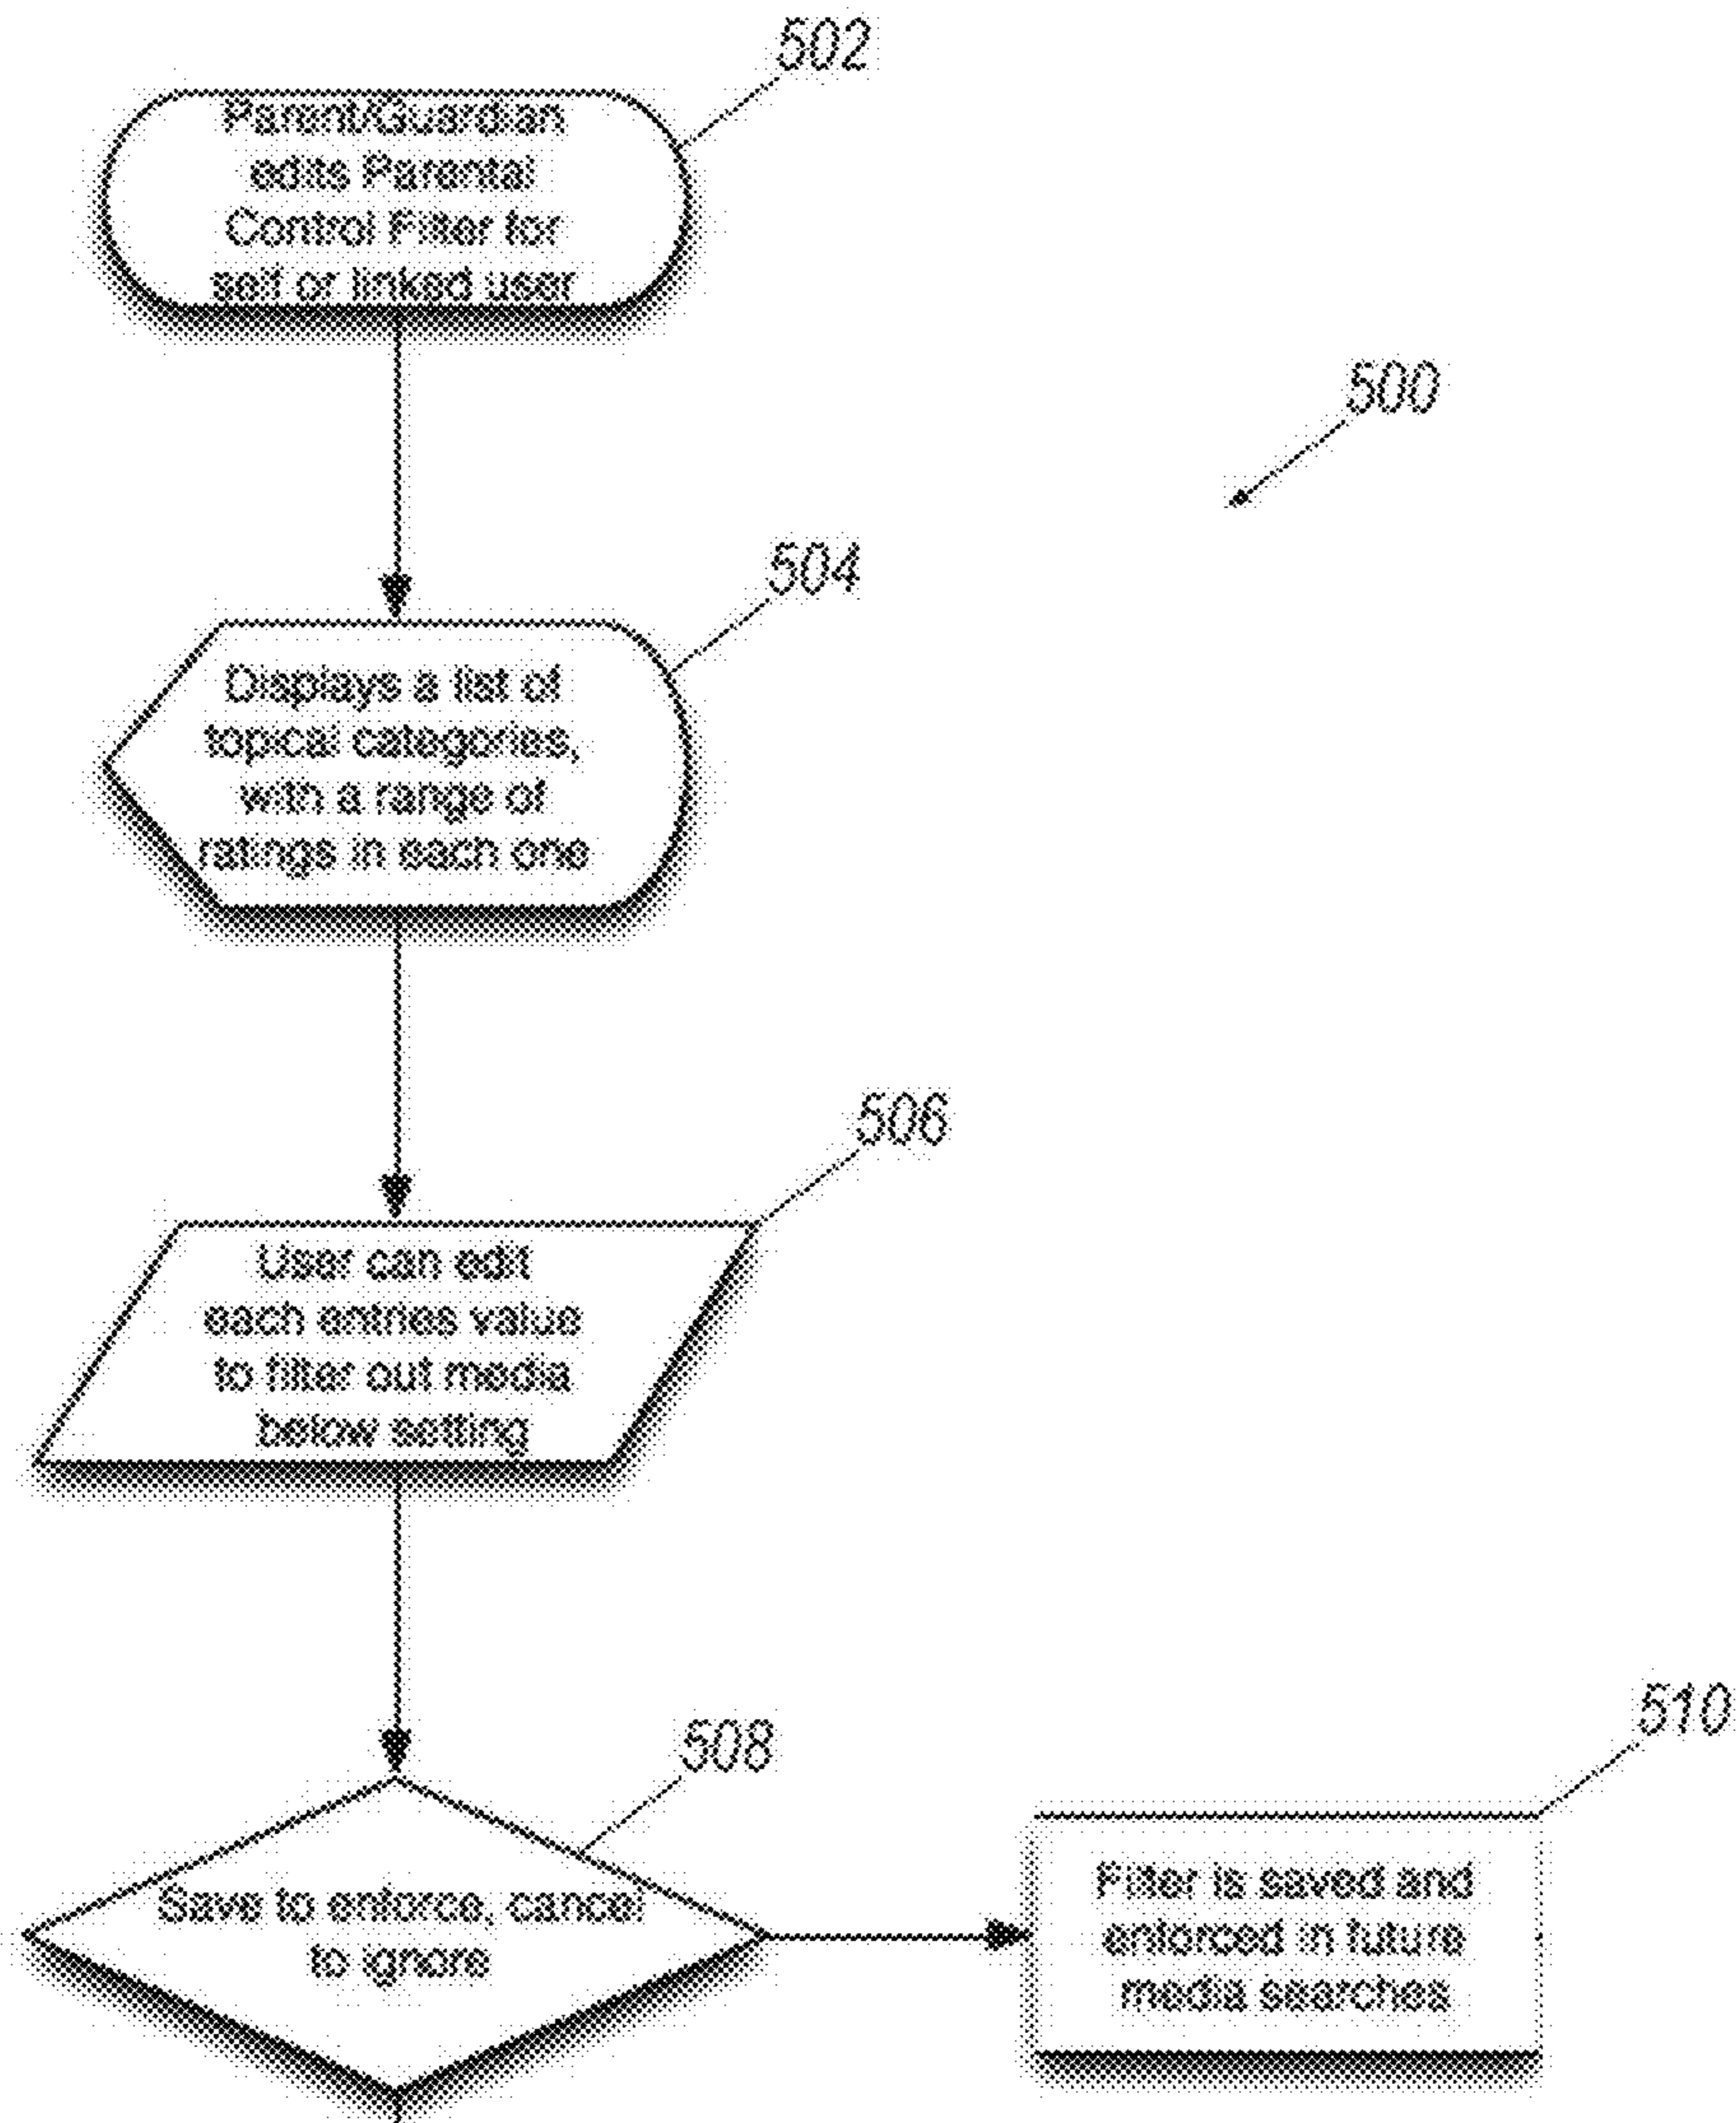 502
Parent/Guardian
edits Parental
Control Filter for
self or linked user
500
504
Displays a list of
topical categories,
with a range of
ratings in each one
506
User can edit
each entries value
to filter out media
below setting
508
Save to enforce, cancel
to ignore
510
Filter is saved and
enforced in future
media searches